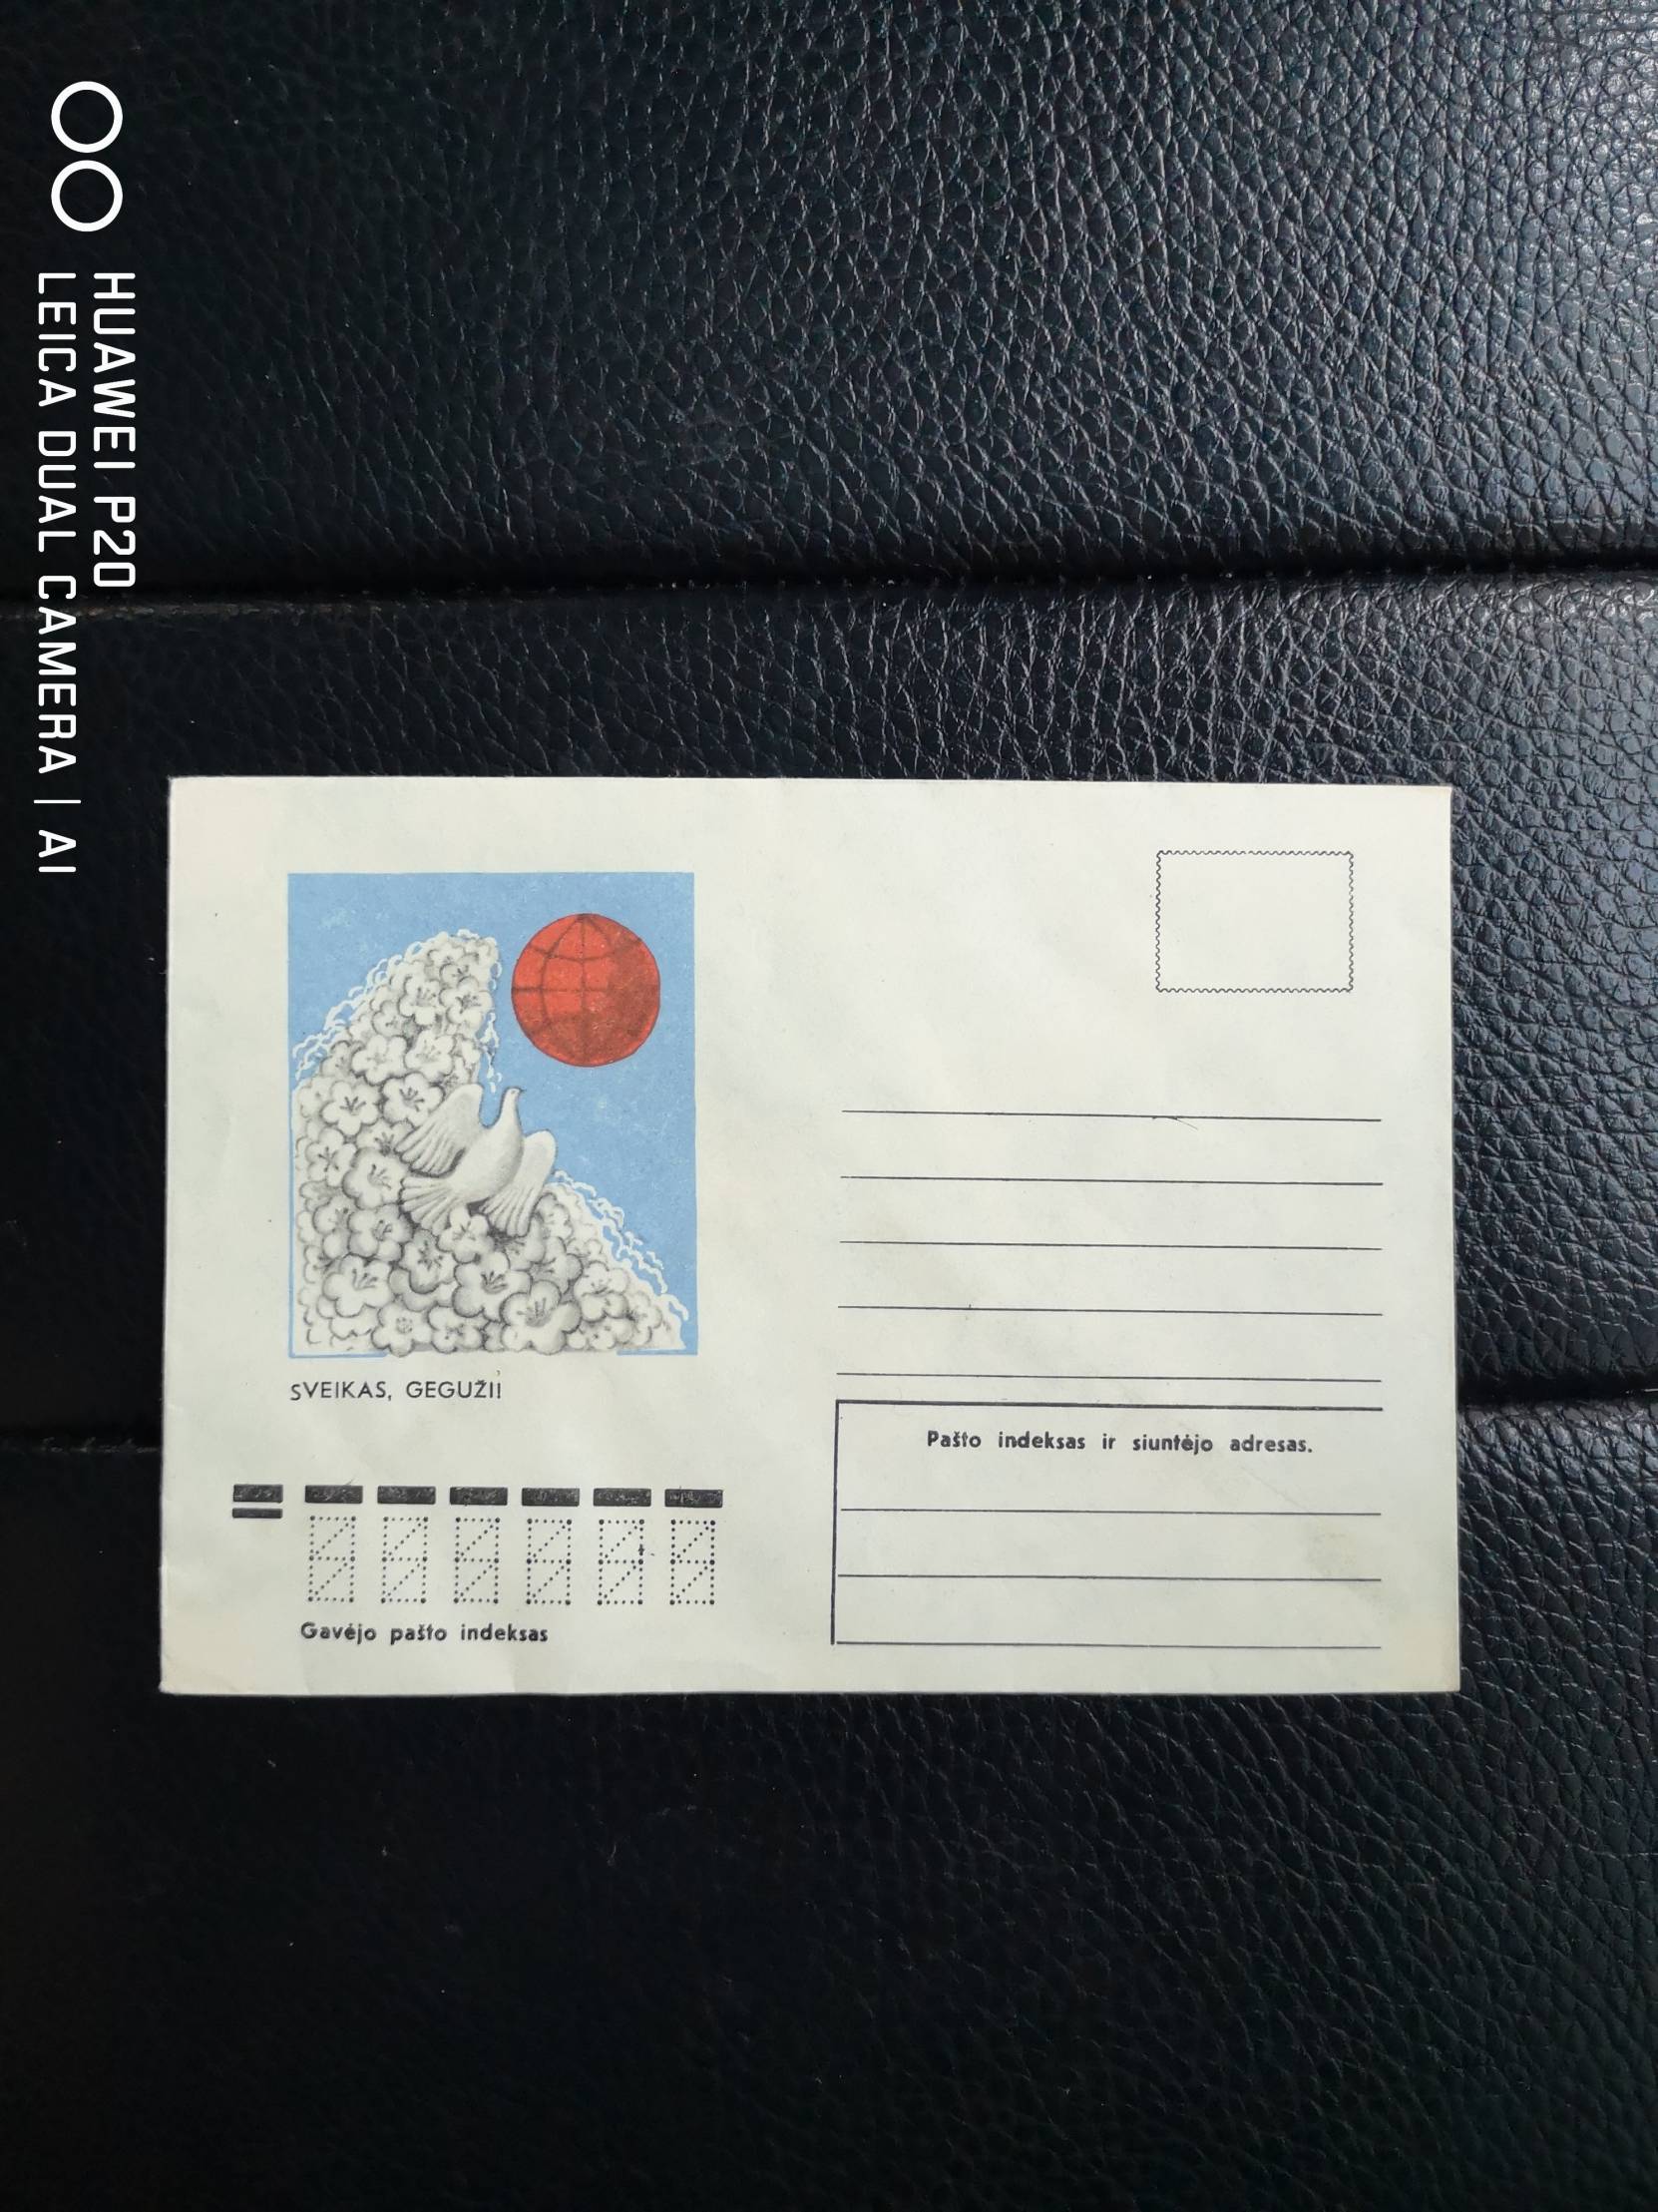 HUAWEI P20
LEICA DUAL CAMERA | AI
SVEIKAS, GEGUŽI!
Pašto indeksas ir siuntėjo adresas.
Gavėjo pašto indeksas